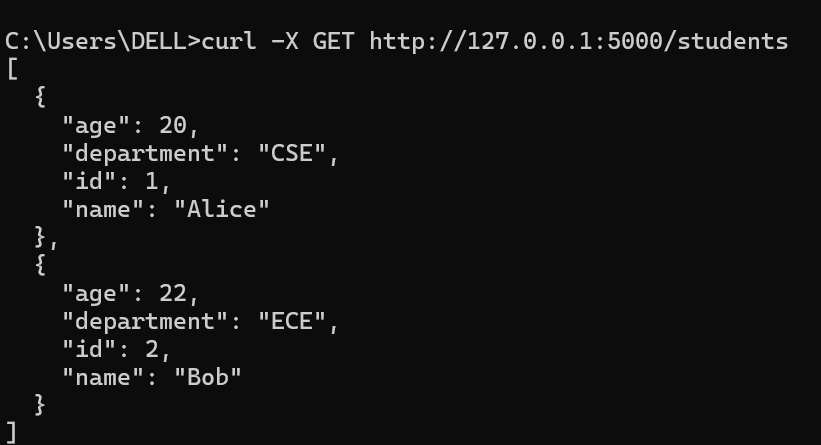 C:\Users\DELL>curl -X GET http://127.0.0.1:5000/students
[
  {
    "age": 20,
    "department": "CSE",
    "id": 1,
    "name": "Alice"
  },
  {
    "age": 22,
    "department": "ECE",
    "id": 2,
    "name": "Bob"
  }
]